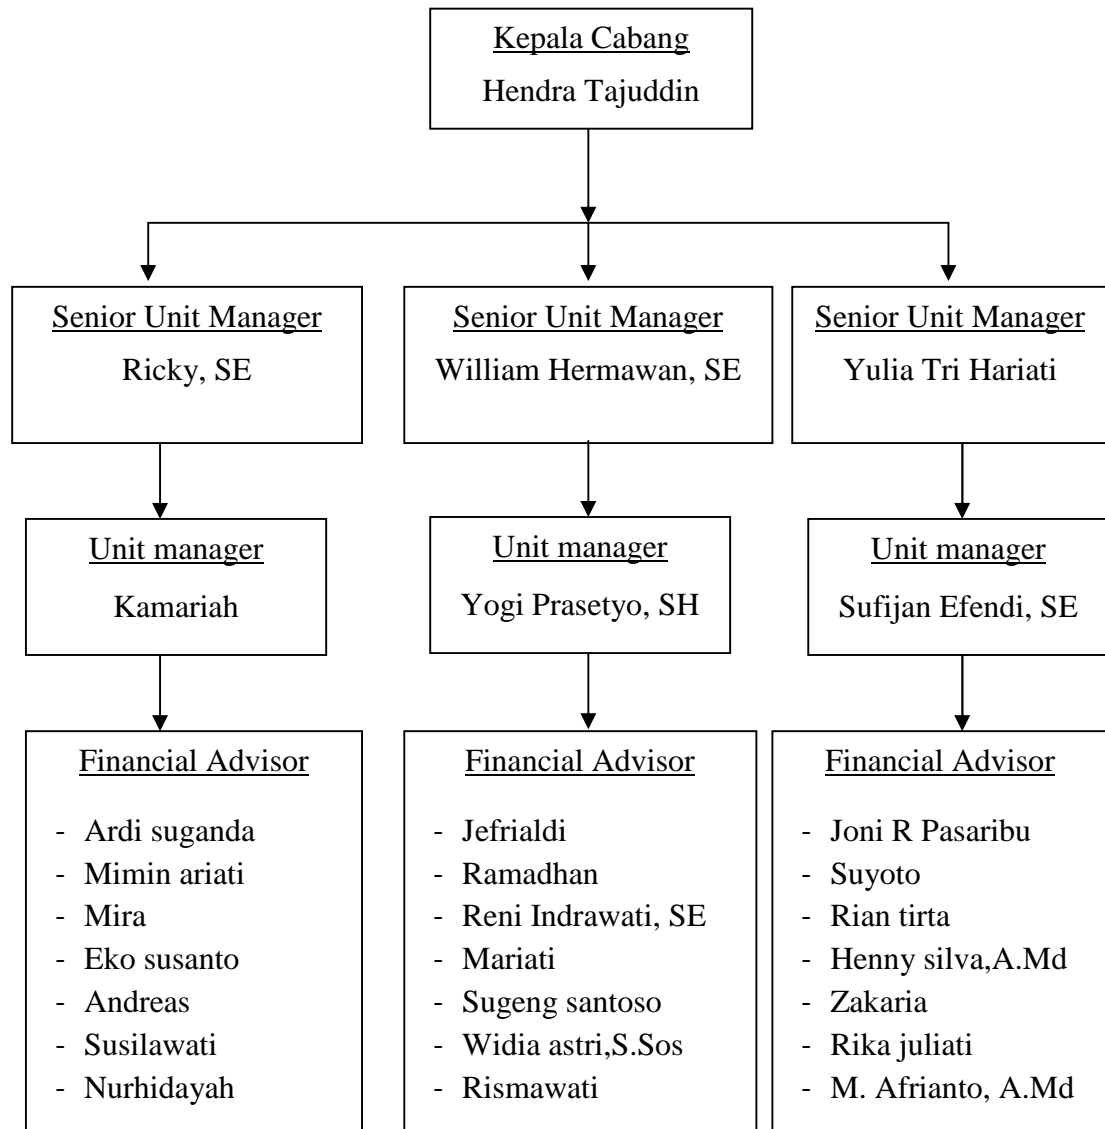 Kepala Cabang
Hendra Tajuddin
Senior Unit Manager
Ricky, SE
Senior Unit Manager
William Hermawan, SE
Senior Unit Manager
Yulia Tri Hariati
Unit manager
Kamariah
Unit manager
Yogi Prasetyo, SH
Unit manager
Sufijan Efendi, SE
Financial Advisor
- Ardi suganda
- Mimin ariati
- Mira
- Eko susanto
- Andreas
- Susilawati
- Nurhidayah
Financial Advisor
- Jefrialdi
- Ramadhan
- Reni Indrawati, SE
- Mariati
- Sugeng santoso
- Widia astri,S.Sos
- Rismawati
Financial Advisor
- Joni R Pasaribu
- Suyoto
- Rian tirta
- Henny silva,A.Md
- Zakaria
- Rika juliati
- M. Afrianto, A.Md